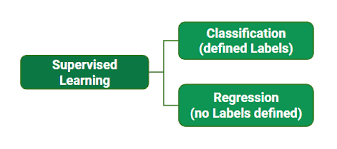 Supervised
Learning
Classification
(defined Labels)
Regression
(no Labels defined)